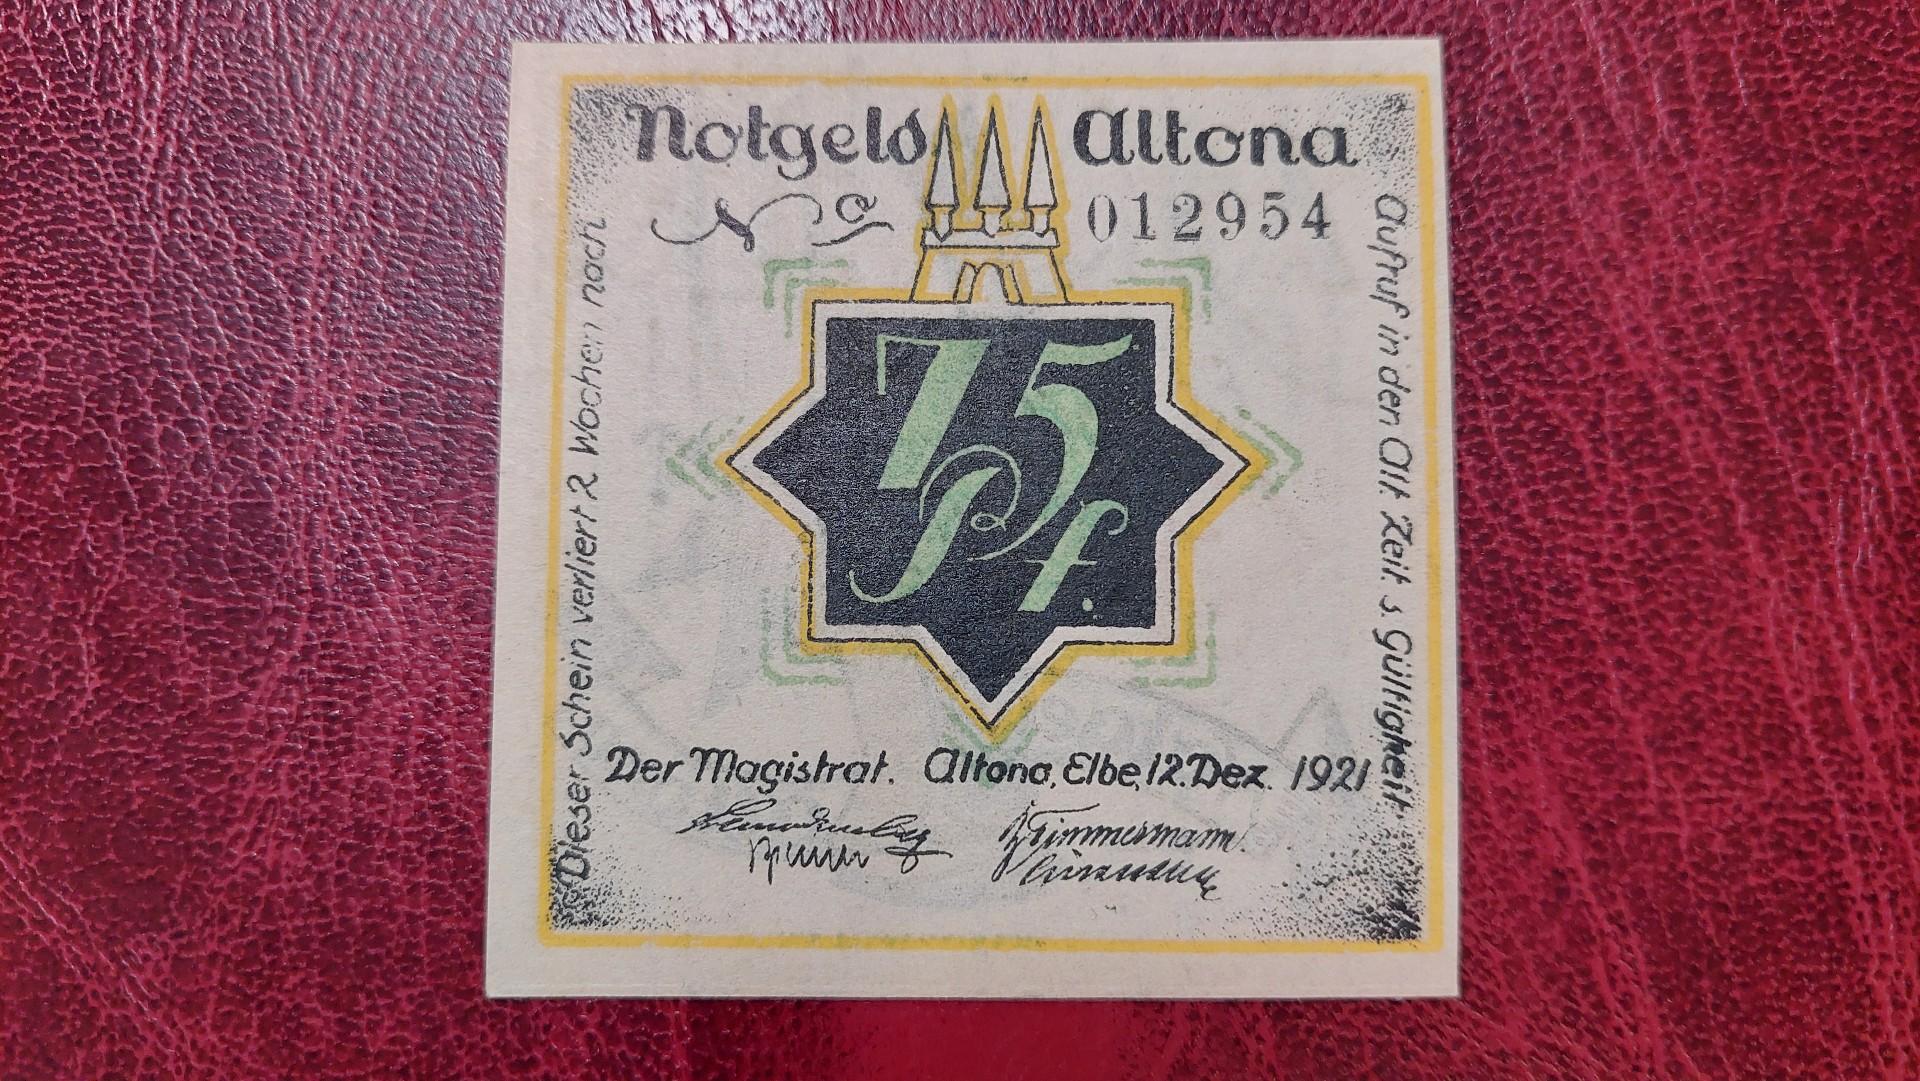 Notgeld Altona
No 012954
75
Pf.
Dieser Schein verliert 2 Wochen nach
Aufruf in den Alt. Zeit. s. Gültigkeit.
Der Magistrat. Altona, Elbe, 12. Dez. 1921